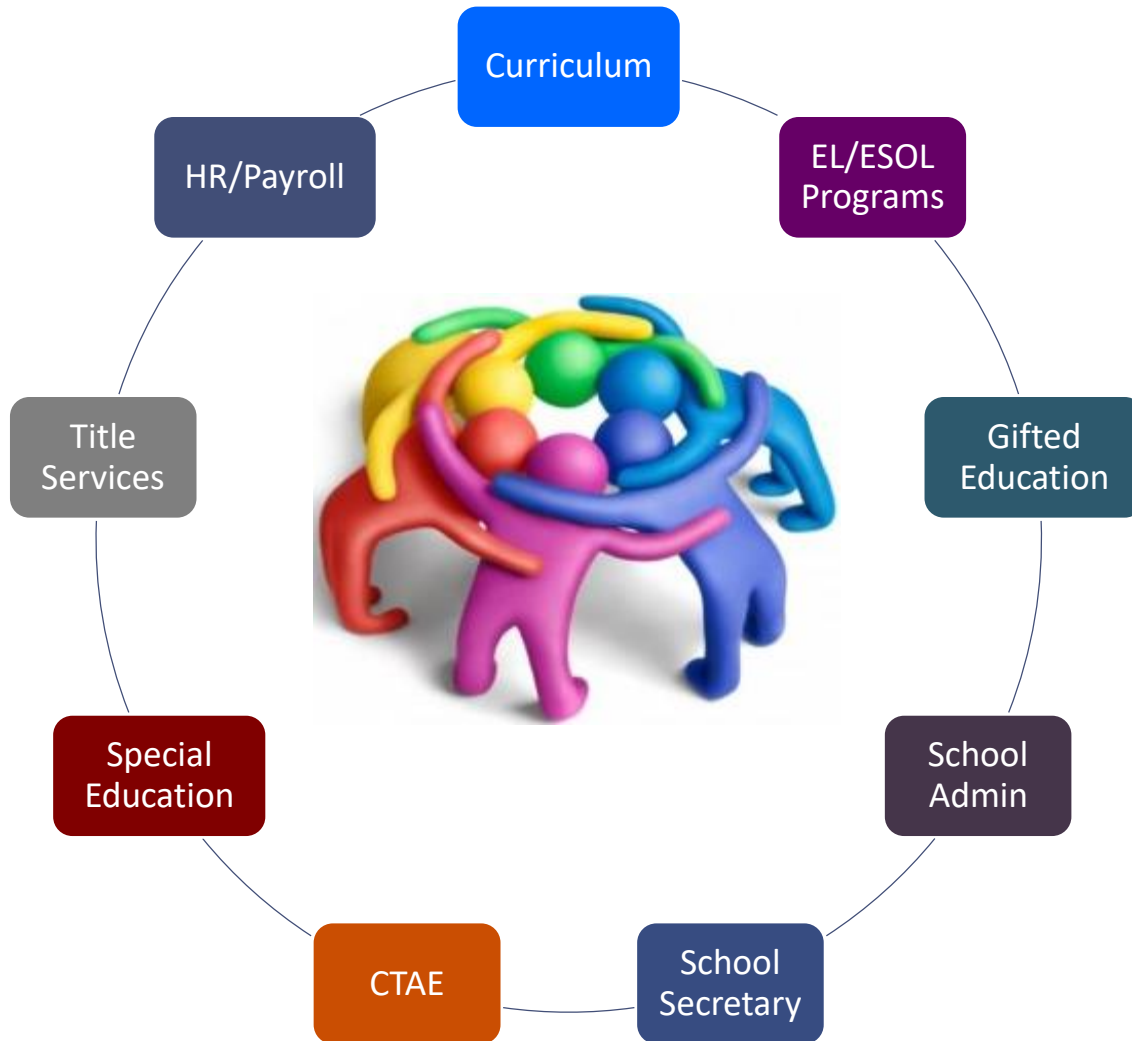 Curriculum
EL/ESOL
Programs
Gifted
Education
School
Admin
School
Secretary
CTAE
Special
Education
Title
Services
HR/Payroll